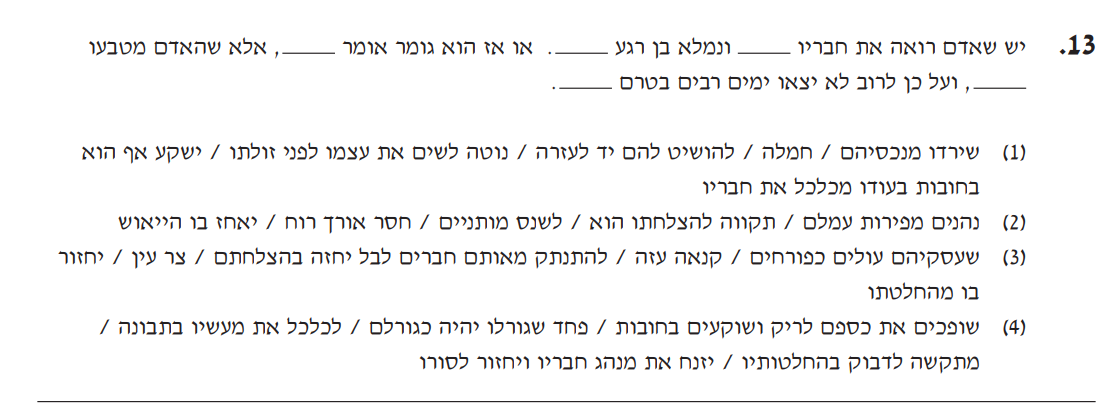 13. יש שאדם רואה את חבריו _____ ונמלא בן רגע _____. או אז הוא גומר אומר _____, אלא שהאדם מטבעו
_____, ועל כן לרוב לא יצאו ימים רבים בטרם _____.
(1) שירדו מנכסיהם / חמלה / להושיט להם יד לעזרה / נוטה לשים את עצמו לפני זולתו / ישקע אף הוא
בחובות בעודו מכלכל את חבריו
(2) נהנים מפירות עמלם / תקווה להצלחתו הוא / לשנס מותניים / חסר אורך רוח / יאחז בו הייאוש
(3) שעסקיהם עולים כפורחים / קנאה עזה / להתנתק מאותם חברים לבל יחזה בהצלחתם / צר עין / יחזור
בו מהחלטתו
(4) שופכים את כספם לריק ושוקעים בחובות / פחד שגורלו יהיה כגורלם / לכלכל את מעשיו בתבונה /
מתקשה לדבוק בהחלטותיו / יזנח את מנהג חבריו ויחזור לסורו